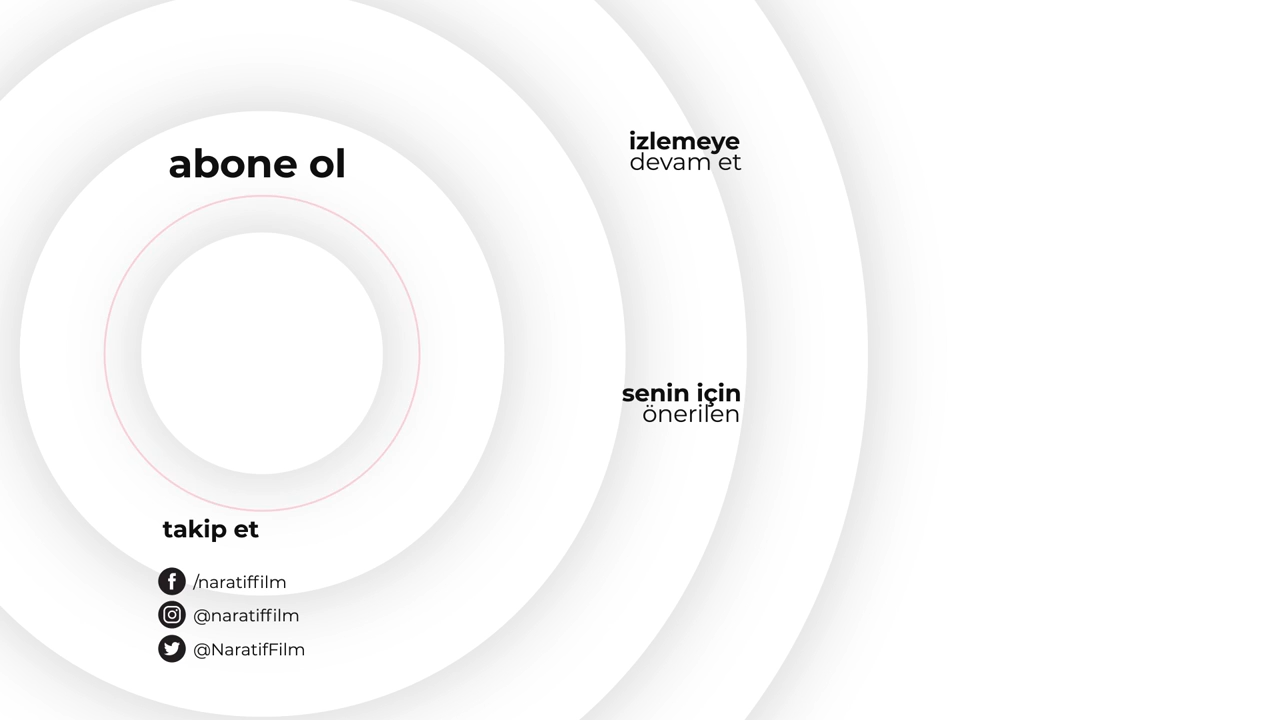 abone ol
izlemeye
devam et
senin için
önerilen
takip et
/naratiffilm
@naratiffilm
@NaratifFilm